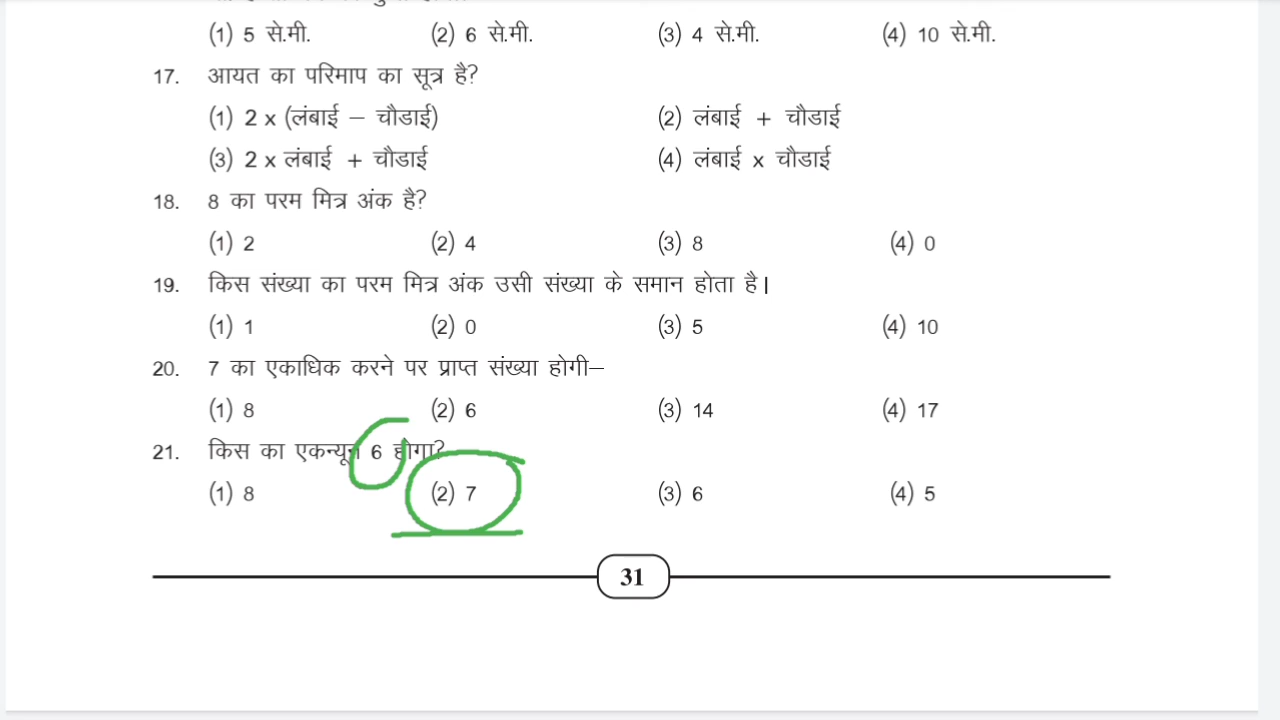 (1) 5 से.मी. (2) 6 से.मी. (3) 4 से.मी. (4) 10 से.मी.
17. आयत का परिमाप का सूत्र है?
(1) 2 x (लंबाई – चौडाई) (2) लंबाई + चौडाई
(3) 2 x लंबाई + चौडाई (4) लंबाई x चौडाई
18. 8 का परम मित्र अंक है?
(1) 2 (2) 4 (3) 8 (4) 0
19. किस संख्या का परम मित्र अंक उसी संख्या के समान होता है।
(1) 1 (2) 0 (3) 5 (4) 10
20. 7 का एकाधिक करने पर प्राप्त संख्या होगी–
(1) 8 (2) 6 (3) 14 (4) 17
21. किस का एकन्यून 6 होगा?
(1) 8 (2) 7 (3) 6 (4) 5
31